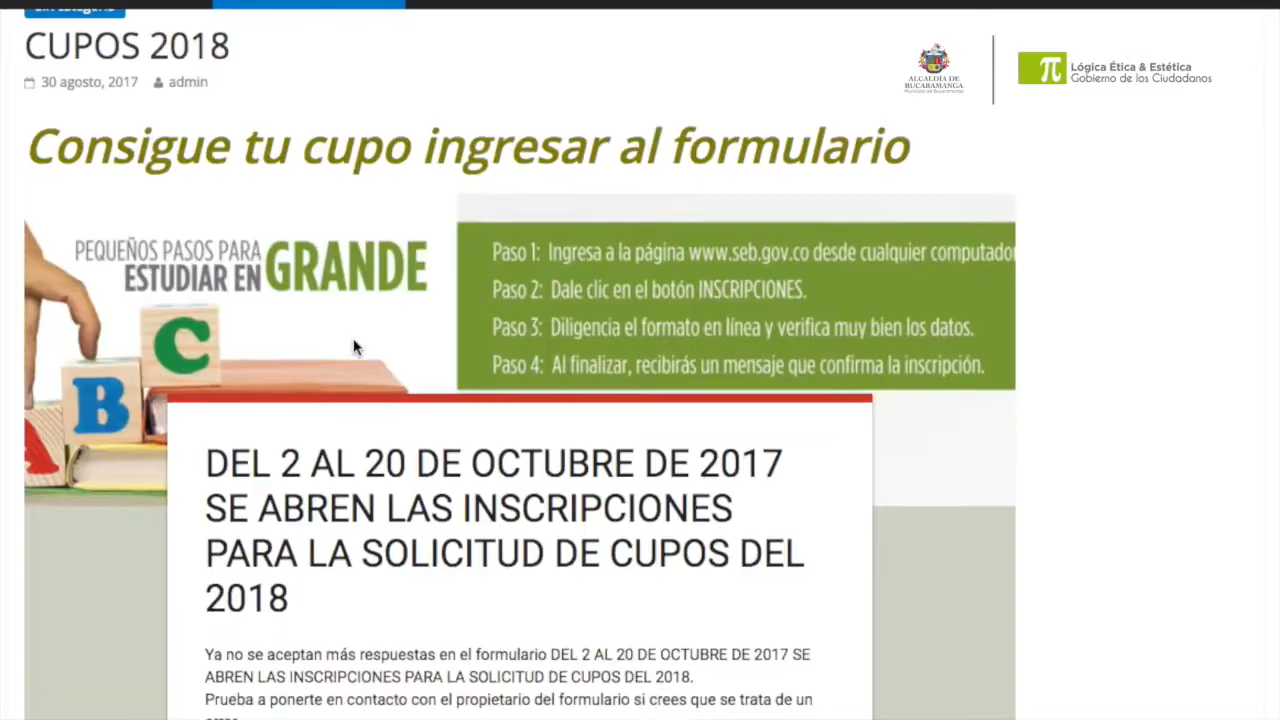 Sin categoría
CUPOS 2018
30 agosto, 2017 admin
ALCALDÍA DE
BUCARAMANGA
Municipio de Bucaramanga
π
Lógica Ética & Estética
Gobierno de los Ciudadanos
Consigue tu cupo ingresar al formulario
PEQUEÑOS PASOS PARA
ESTUDIAR EN GRANDE
Paso 1: Ingresa a la página www.seb.gov.co desde cualquier computador
Paso 2: Dale clic en el botón INSCRIPCIONES.
Paso 3: Diligencia el formato en línea y verifica muy bien los datos.
Paso 4: Al finalizar, recibirás un mensaje que confirma la inscripción.
C
B
A
DEL 2 AL 20 DE OCTUBRE DE 2017
SE ABREN LAS INSCRIPCIONES
PARA LA SOLICITUD DE CUPOS DEL
2018
Ya no se aceptan más respuestas en el formulario DEL 2 AL 20 DE OCTUBRE DE 2017 SE
ABREN LAS INSCRIPCIONES PARA LA SOLICITUD DE CUPOS DEL 2018.
Prueba a ponerte en contacto con el propietario del formulario si crees que se trata de un